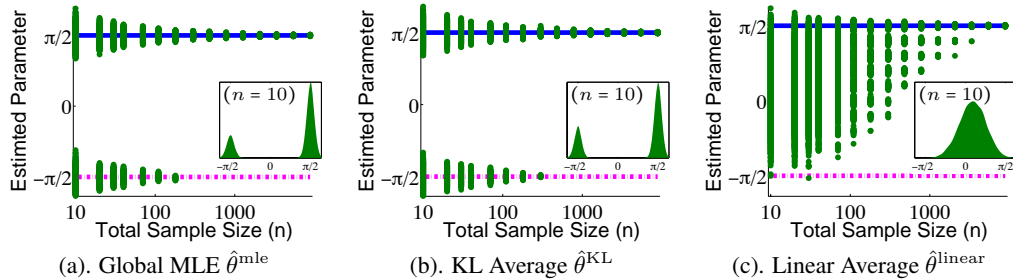 Estimted Parameter
π/2
0
−π/2
(n = 10)
−π/2 0 π/2
10 100 1000
Total Sample Size (n)
(a). Global MLE θ̂^mle
Estimted Parameter
π/2
0
−π/2
(n = 10)
−π/2 0 π/2
10 100 1000
Total Sample Size (n)
(b). KL Average θ̂^KL
Estimted Parameter
π/2
0
−π/2
(n = 10)
−π/2 0 π/2
10 100 1000
Total Sample Size (n)
(c). Linear Average θ̂^linear